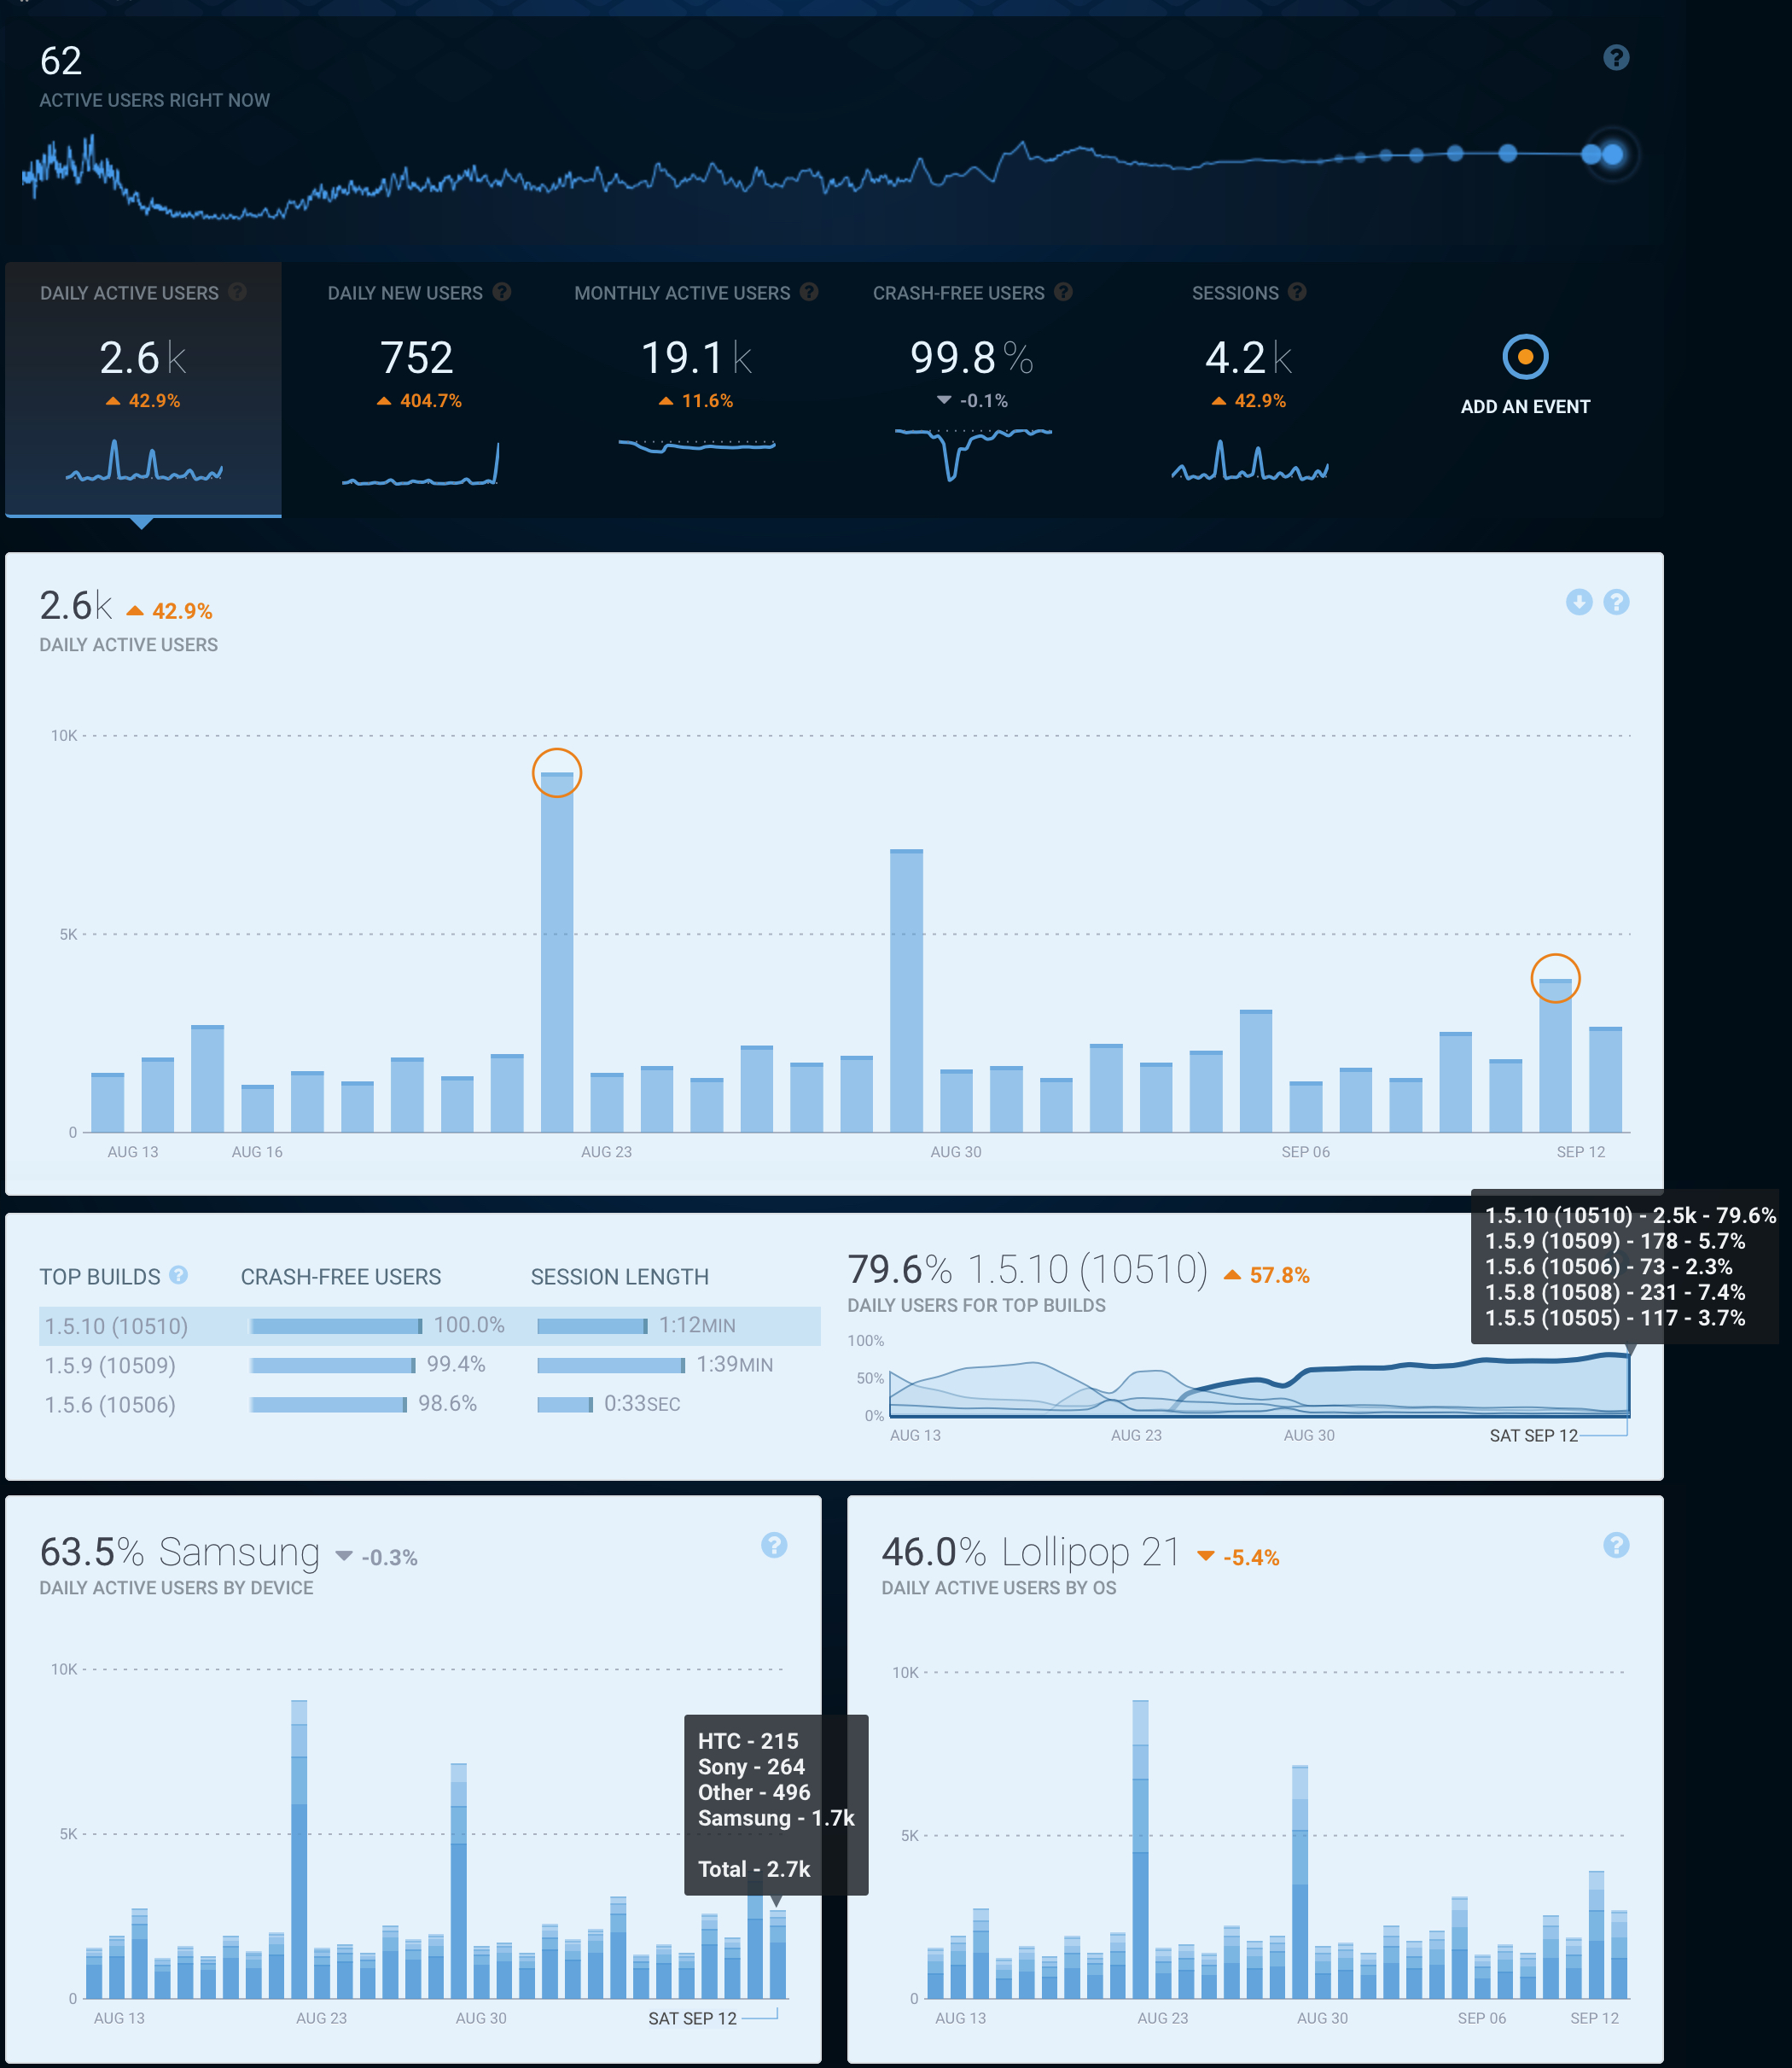 62
ACTIVE USERS RIGHT NOW
DAILY ACTIVE USERS
2.6k
42.9%
DAILY NEW USERS
752
404.7%
MONTHLY ACTIVE USERS
19.1k
11.6%
CRASH-FREE USERS
99.8%
-0.1%
SESSIONS
4.2k
42.9%
ADD AN EVENT
2.6k 42.9%
DAILY ACTIVE USERS
10K
5K
0
AUG 13 AUG 16 AUG 23 AUG 30 SEP 06 SEP 12
TOP BUILDS CRASH-FREE USERS SESSION LENGTH
1.5.10 (10510) 100.0% 1:12MIN
1.5.9 (10509) 99.4% 1:39MIN
1.5.6 (10506) 98.6% 0:33SEC
79.6% 1.5.10 (10510) 57.8%
DAILY USERS FOR TOP BUILDS
1.5.10 (10510) - 2.5k - 79.6%
1.5.9 (10509) - 178 - 5.7%
1.5.6 (10506) - 73 - 2.3%
1.5.8 (10508) - 231 - 7.4%
1.5.5 (10505) - 117 - 3.7%
100%
50%
0%
AUG 13 AUG 23 AUG 30 SAT SEP 12
63.5% Samsung -0.3%
DAILY ACTIVE USERS BY DEVICE
10K
5K
0
HTC - 215
Sony - 264
Other - 496
Samsung - 1.7k
Total - 2.7k
AUG 13 AUG 23 AUG 30 SAT SEP 12
46.0% Lollipop 21 -5.4%
DAILY ACTIVE USERS BY OS
10K
5K
0
AUG 13 AUG 23 AUG 30 SEP 06 SEP 12